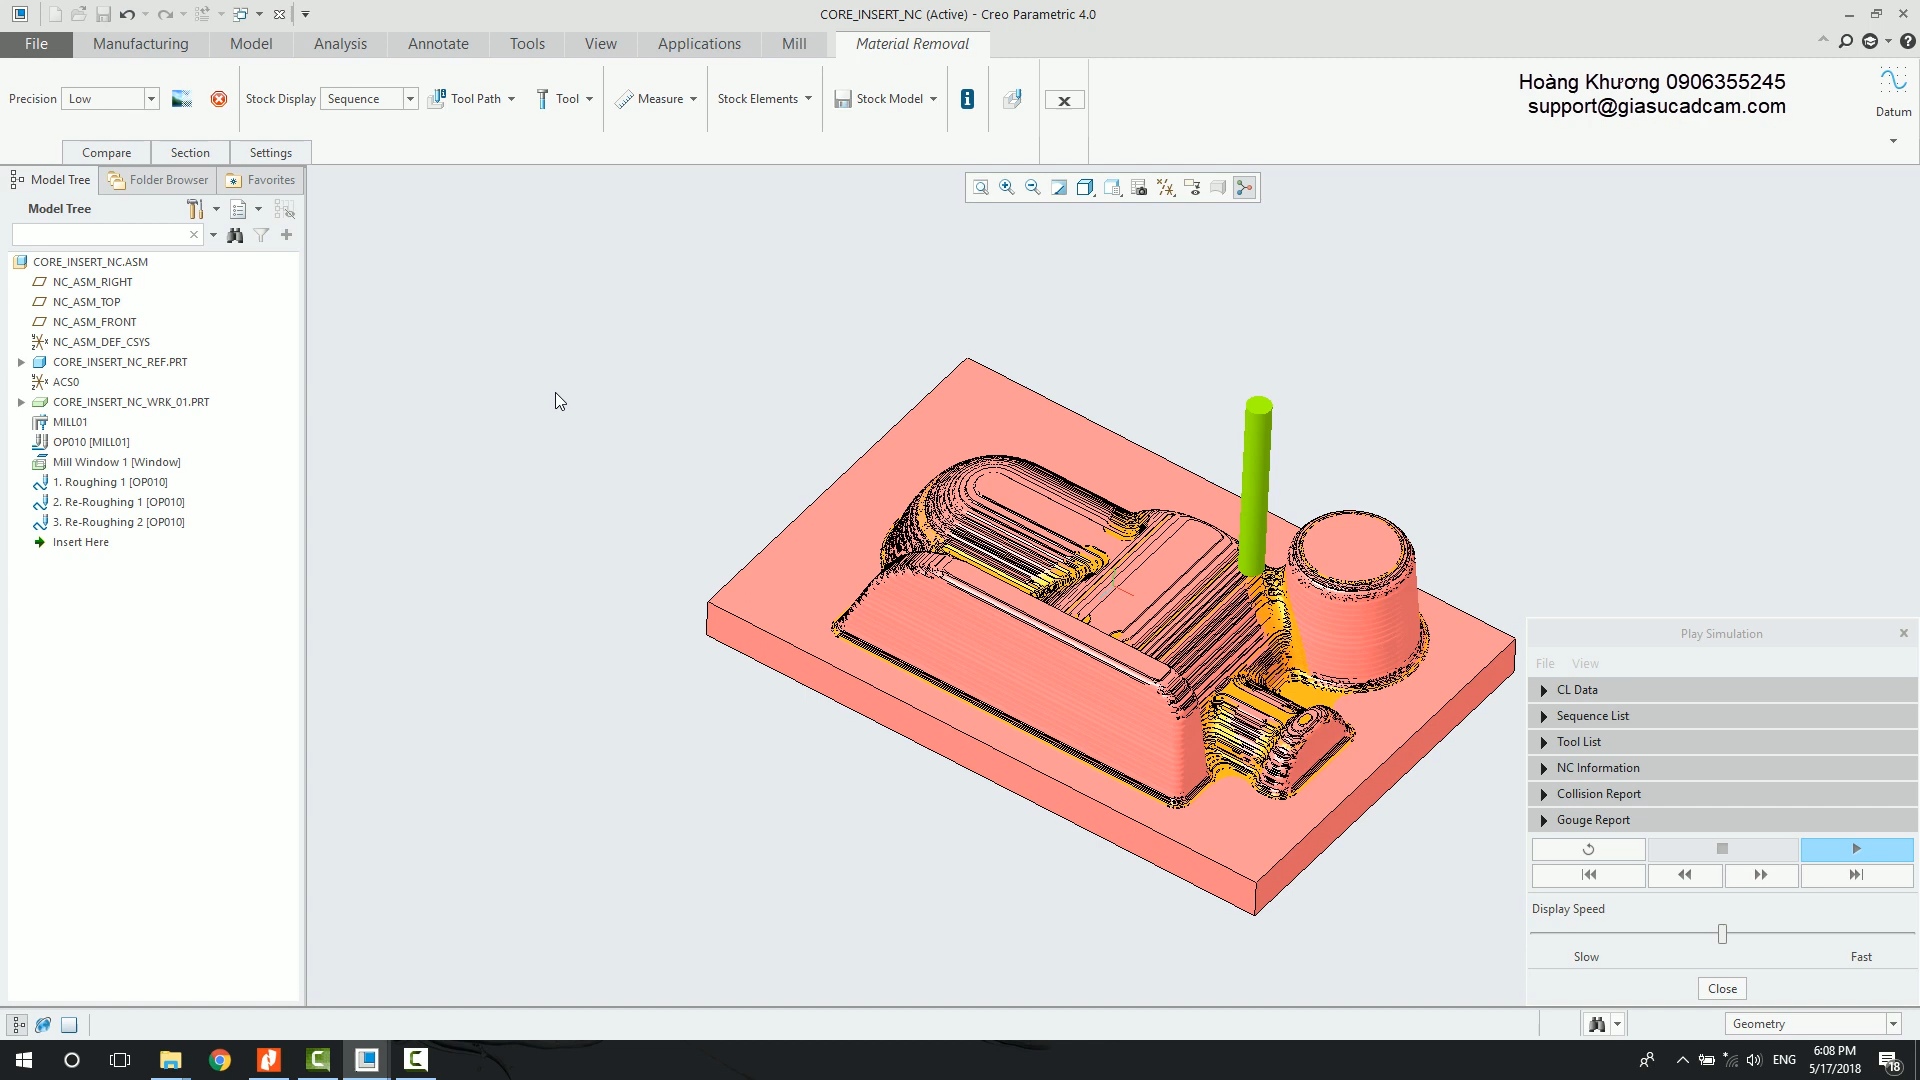 CORE_INSERT_NC (Active) - Creo Parametric 4.0
File Manufacturing Model Analysis Annotate Tools View Applications Mill Material Removal
Precision Low Stock Display Sequence Tool Path Tool Measure Stock Elements Stock Model
Hoàng Khương 0906355245
support@giasucadcam.com
Datum
Compare Section Settings
Model Tree Folder Browser Favorites
Model Tree
CORE_INSERT_NC.ASM
NC_ASM_RIGHT
NC_ASM_TOP
NC_ASM_FRONT
NC_ASM_DEF_CSYS
CORE_INSERT_NC_REF.PRT
ACS0
CORE_INSERT_NC_WRK_01.PRT
MILL01
OP010 [MILL01]
Mill Window 1 [Window]
1. Roughing 1 [OP010]
2. Re-Roughing 1 [OP010]
3. Re-Roughing 2 [OP010]
Insert Here
Play Simulation
File View
CL Data
Sequence List
Tool List
NC Information
Collision Report
Gouge Report
Display Speed
Slow Fast
Close
Geometry
ENG
6:08 PM
5/17/2018
18